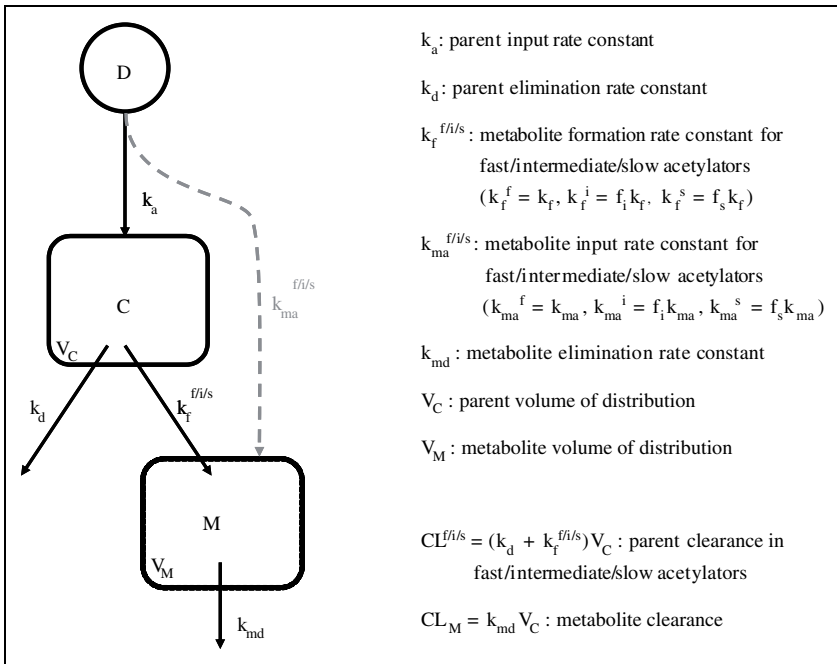 D
k_a
k_ma^f/i/s
C
V_C
k_d
k_f^f/i/s
M
V_M
k_md
k_a: parent input rate constant
k_d: parent elimination rate constant
k_f^f/i/s: metabolite formation rate constant for
fast/intermediate/slow acetylators
(k_f^f = k_f, k_f^i = f_i k_f, k_f^s = f_s k_f)
k_ma^f/i/s: metabolite input rate constant for
fast/intermediate/slow acetylators
(k_ma^f = k_ma, k_ma^i = f_i k_ma, k_ma^s = f_s k_ma)
k_md: metabolite elimination rate constant
V_C: parent volume of distribution
V_M: metabolite volume of distribution
CL^f/i/s = (k_d + k_f^f/i/s)V_C: parent clearance in
fast/intermediate/slow acetylators
CL_M = k_md V_C: metabolite clearance